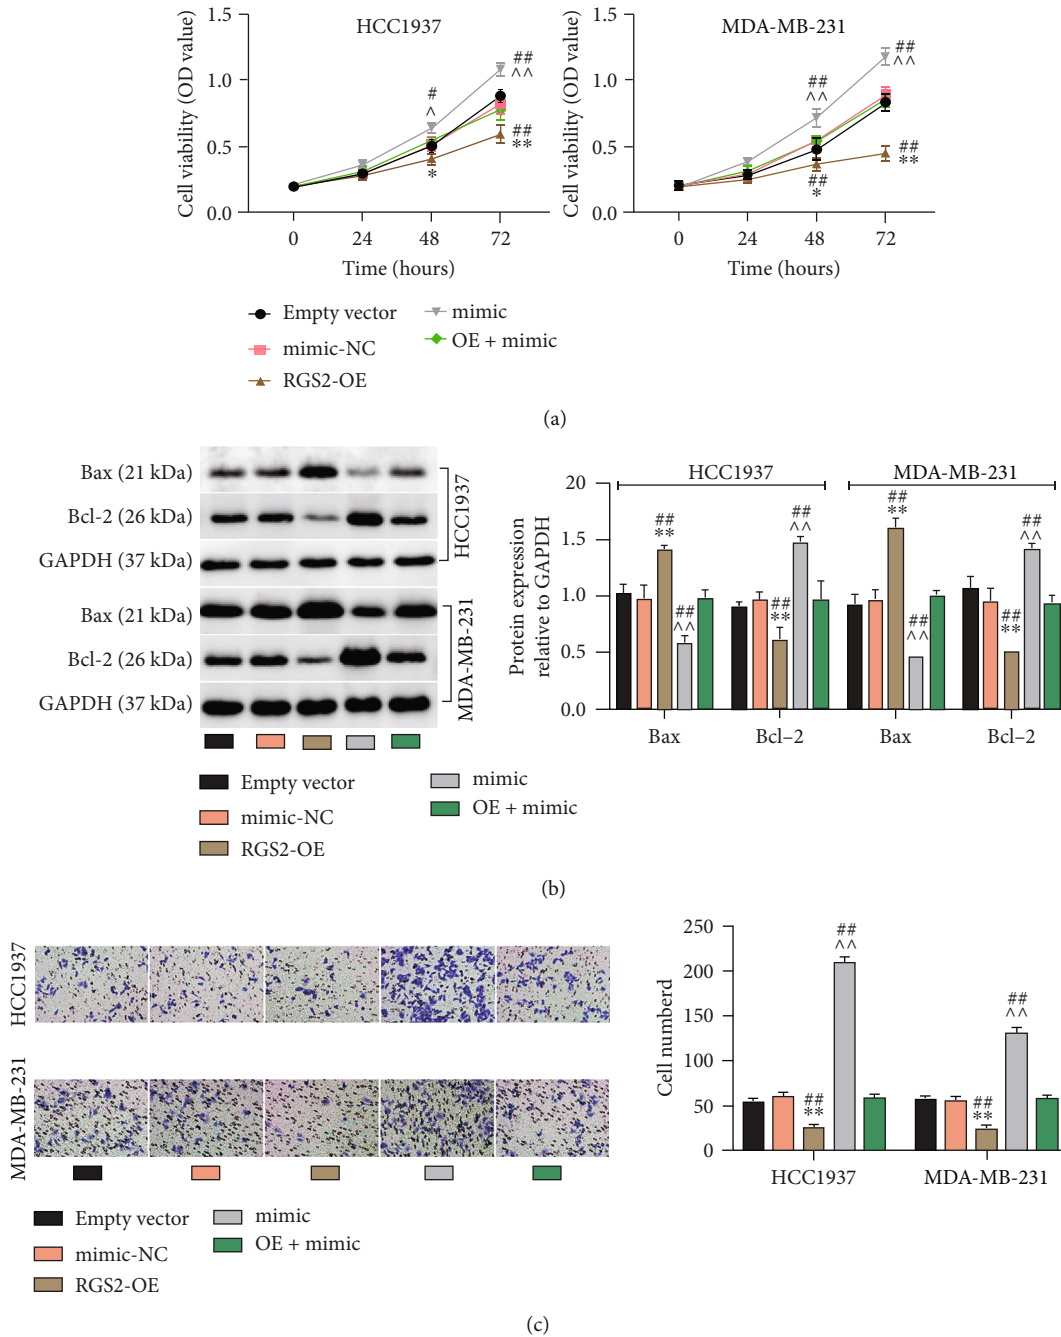 HCC1937
MDA-MB-231
Cell viability (OD value)
1.5
1.0
0.5
0.0
##
^^
#
^
##
**
*
0 24 48 72
Time (hours)
Cell viability (OD value)
1.5
1.0
0.5
0.0
##
^^
##
^^
##
**
##
*
0 24 48 72
Time (hours)
Empty vector
mimic-NC
RGS2-OE
mimic
OE + mimic
(a)
Bax (21 kDa)
Bcl-2 (26 kDa)
GAPDH (37 kDa)
HCC1937
Bax (21 kDa)
Bcl-2 (26 kDa)
GAPDH (37 kDa)
MDA-MB-231
HCC1937
MDA-MB-231
Protein expression
relative to GAPDH
20
1.5
1.0
0.5
0.0
##
**
##
^^
##
**
##
^^
##
**
##
^^
##
**
##
^^
Bax Bcl–2 Bax Bcl–2
Empty vector
mimic-NC
RGS2-OE
mimic
OE + mimic
(b)
HCC1937
MDA-MB-231
Empty vector
mimic-NC
RGS2-OE
mimic
OE + mimic
Cell numberd
250
200
150
100
50
0
##
**
##
^^
##
**
##
^^
HCC1937 MDA-MB-231
(c)